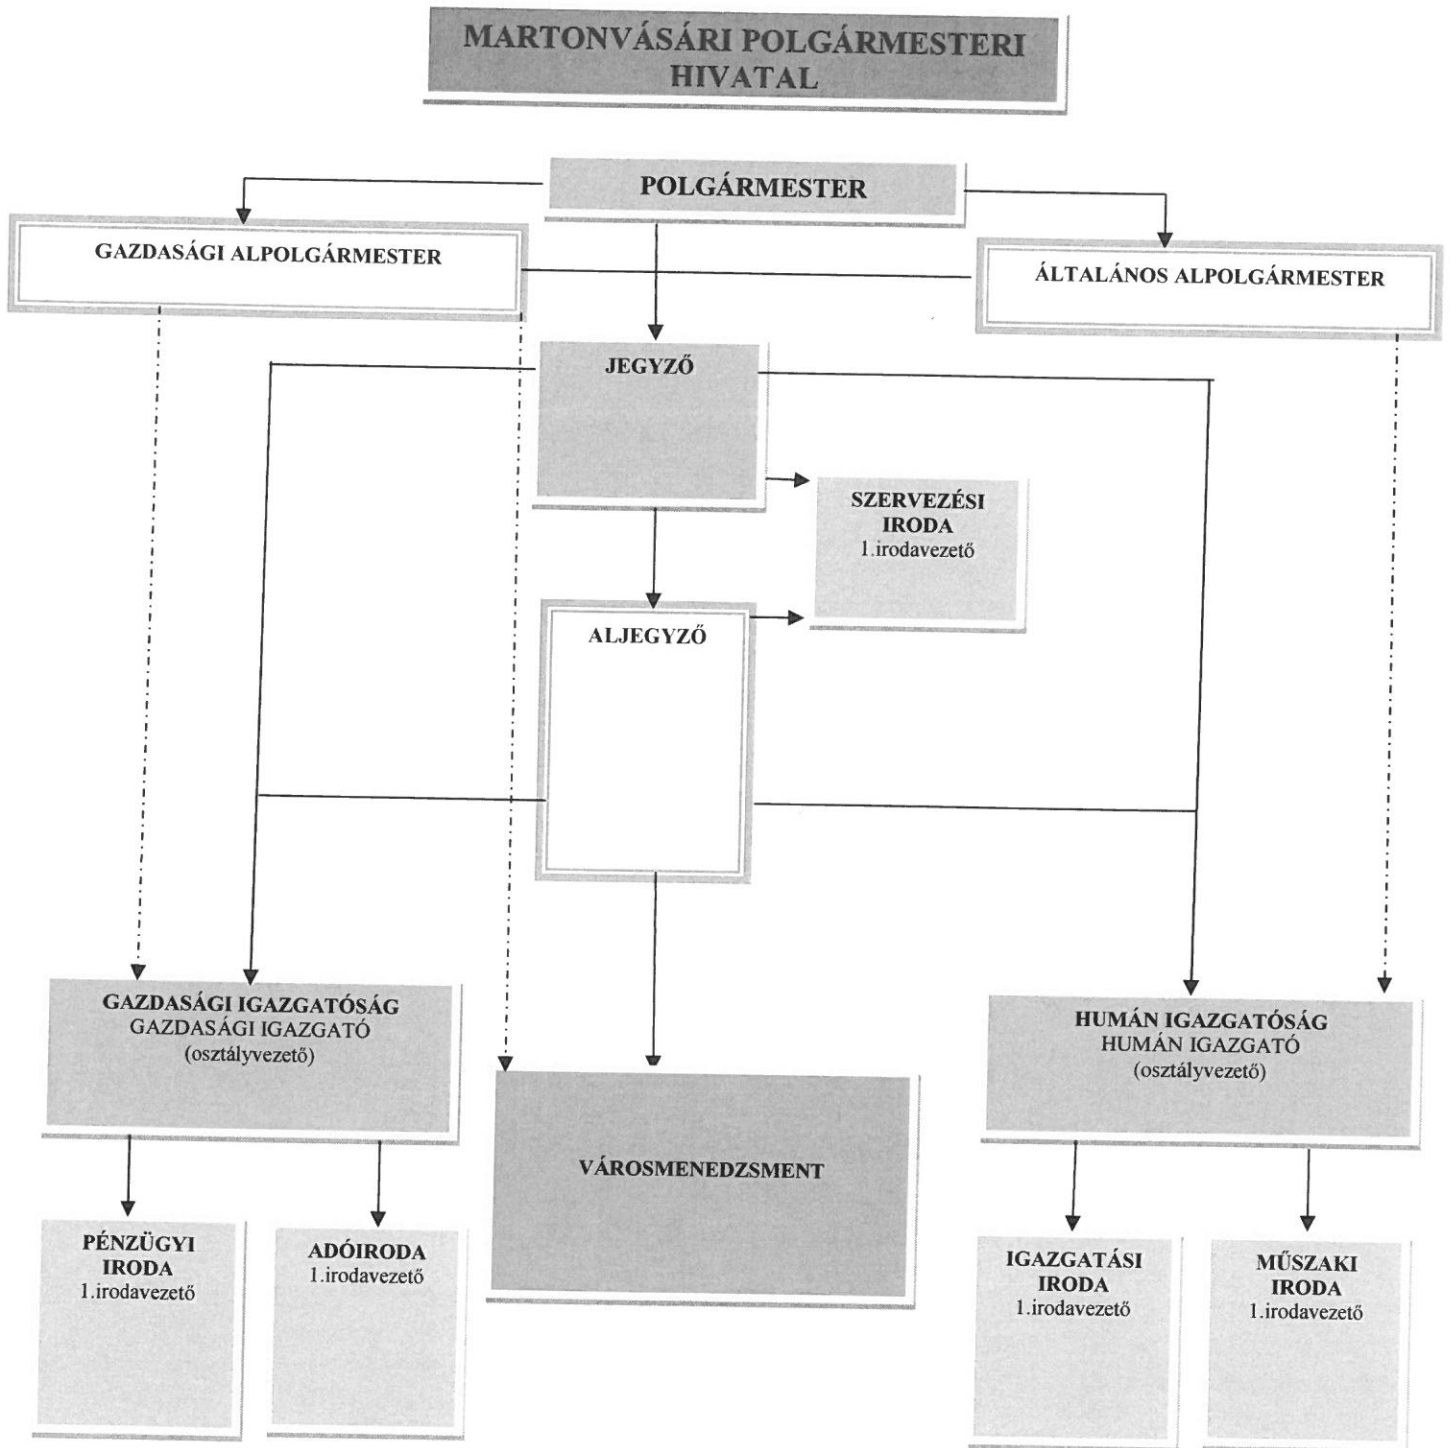 MARTONVÁSÁRI POLGÁRMESTERI
HIVATAL
POLGÁRMESTER
GAZDASÁGI ALPOLGÁRMESTER
ÁLTALÁNOS ALPOLGÁRMESTER
JEGYZŐ
SZERVEZÉSI
IRODA
1.irodavezető
ALJEGYZŐ
GAZDASÁGI IGAZGATÓSÁG
GAZDASÁGI IGAZGATÓ
(osztályvezető)
HUMÁN IGAZGATÓSÁG
HUMÁN IGAZGATÓ
(osztályvezető)
VÁROSMENEDZSMENT
PÉNZÜGYI
IRODA
1.irodavezető
ADÓIRODA
1.irodavezető
IGAZGATÁSI
IRODA
1.irodavezető
MŰSZAKI
IRODA
1.irodavezető